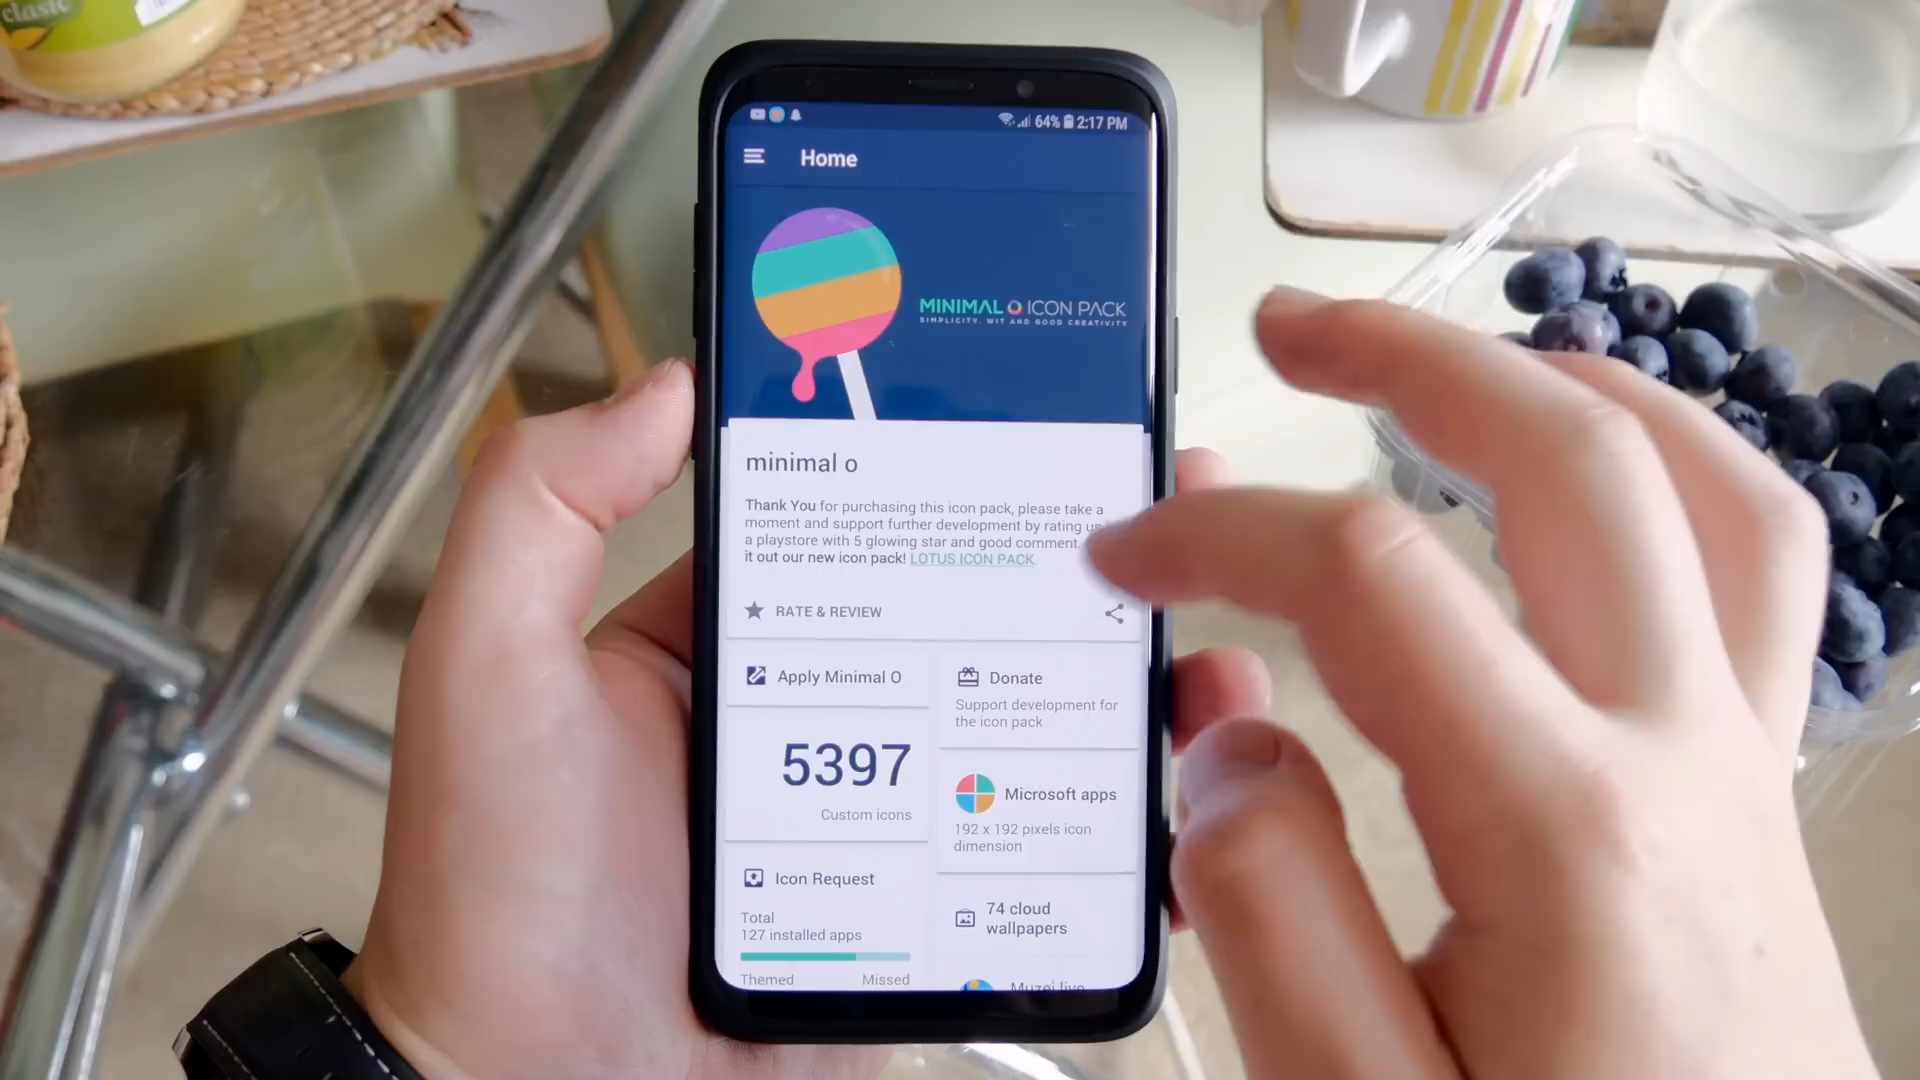 classic
64% 2:17 PM
Home
MINIMAL O ICON PACK
SIMPLICITY, WIT AND GOOD CREATIVITY
minimal o
Thank You for purchasing this icon pack, please take a
moment and support further development by rating us
a playstore with 5 glowing star and good comment.
it out our new icon pack! LOTUS ICON PACK
RATE & REVIEW
Apply Minimal O
Donate
Support development for
the icon pack
5397
Custom icons
Microsoft apps
192 x 192 pixels icon
dimension
Icon Request
Total
127 installed apps
Themed Missed
74 cloud
wallpapers
Muzei live